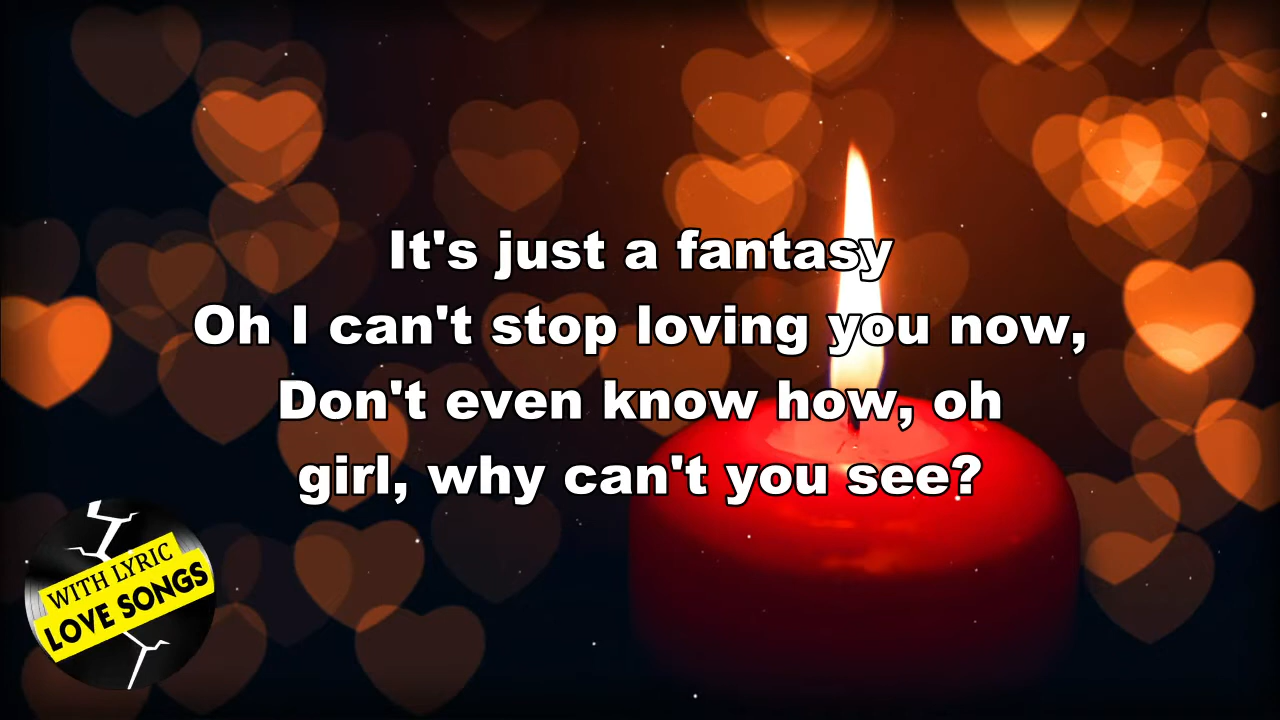 It's just a fantasy
Oh I can't stop loving you now,
Don't even know how, oh
girl, why can't you see?
WITH LYRIC
LOVE SONGS